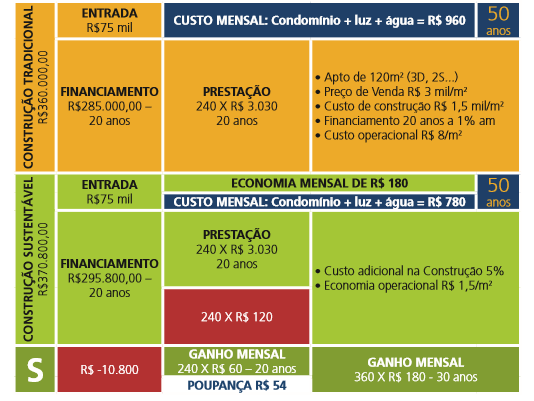 CONSTRUÇÃO TRADICIONAL
R$360.000,00
ENTRADA
R$75 mil
CUSTO MENSAL: Condomínio + luz + água = R$ 960
50
anos
FINANCIAMENTO
R$285.000,00 –
20 anos
PRESTAÇÃO
240 X R$ 3.030
20 anos
• Apto de 120m² (3D, 2S...)
• Preço de Venda R$ 3 mil/m²
• Custo de construção R$ 1,5 mil/m²
• Financiamento 20 anos a 1% am
• Custo operacional R$ 8/m²
CONSTRUÇÃO SUSTENTÁVEL
R$370.800,00
ENTRADA
R$75 mil
ECONOMIA MENSAL DE R$ 180
CUSTO MENSAL: Condomínio + luz + água = R$ 780
50
anos
FINANCIAMENTO
R$295.800,00 –
20 anos
PRESTAÇÃO
240 X R$ 3.030
20 anos
240 X R$ 120
• Custo adicional na Construção 5%
• Economia operacional R$ 1,5/m²
S
R$ -10.800
GANHO MENSAL
240 X R$ 60 – 20 anos
POUPANÇA R$ 54
GANHO MENSAL
360 X R$ 180 - 30 anos